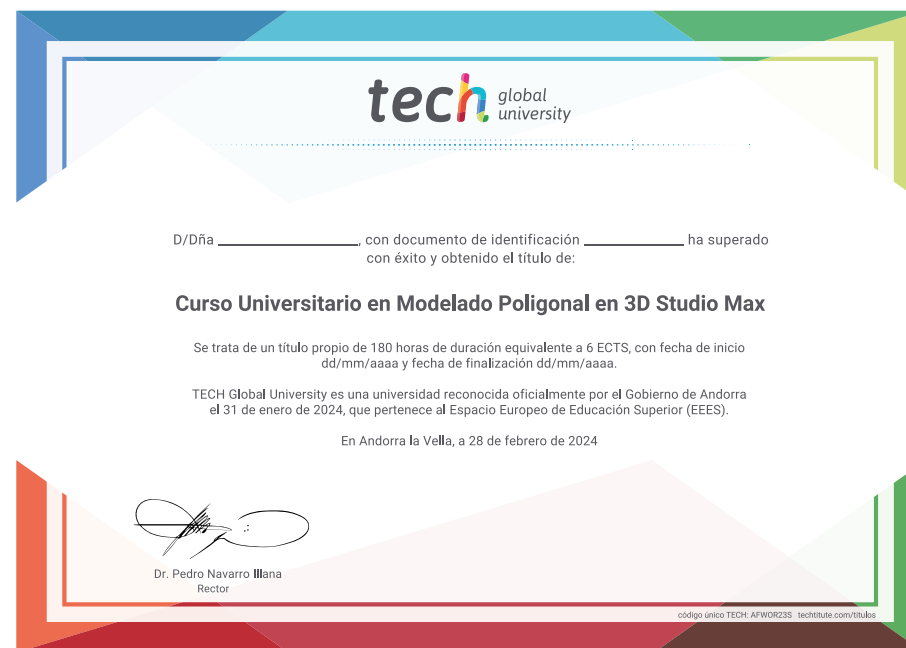 tech global university
D/Dña ____________, con documento de identificación ____________ ha superado
con éxito y obtenido el título de:
Curso Universitario en Modelado Poligonal en 3D Studio Max
Se trata de un título propio de 180 horas de duración equivalente a 6 ECTS, con fecha de inicio
dd/mm/aaaa y fecha de finalización dd/mm/aaaa.
TECH Global University es una universidad reconocida oficialmente por el Gobierno de Andorra
el 31 de enero de 2024, que pertenece al Espacio Europeo de Educación Superior (EEES).
En Andorra la Vella, a 28 de febrero de 2024
Dr. Pedro Navarro Illana
Rector
código único TECH: AFWOR23S techtitute.com/titulos